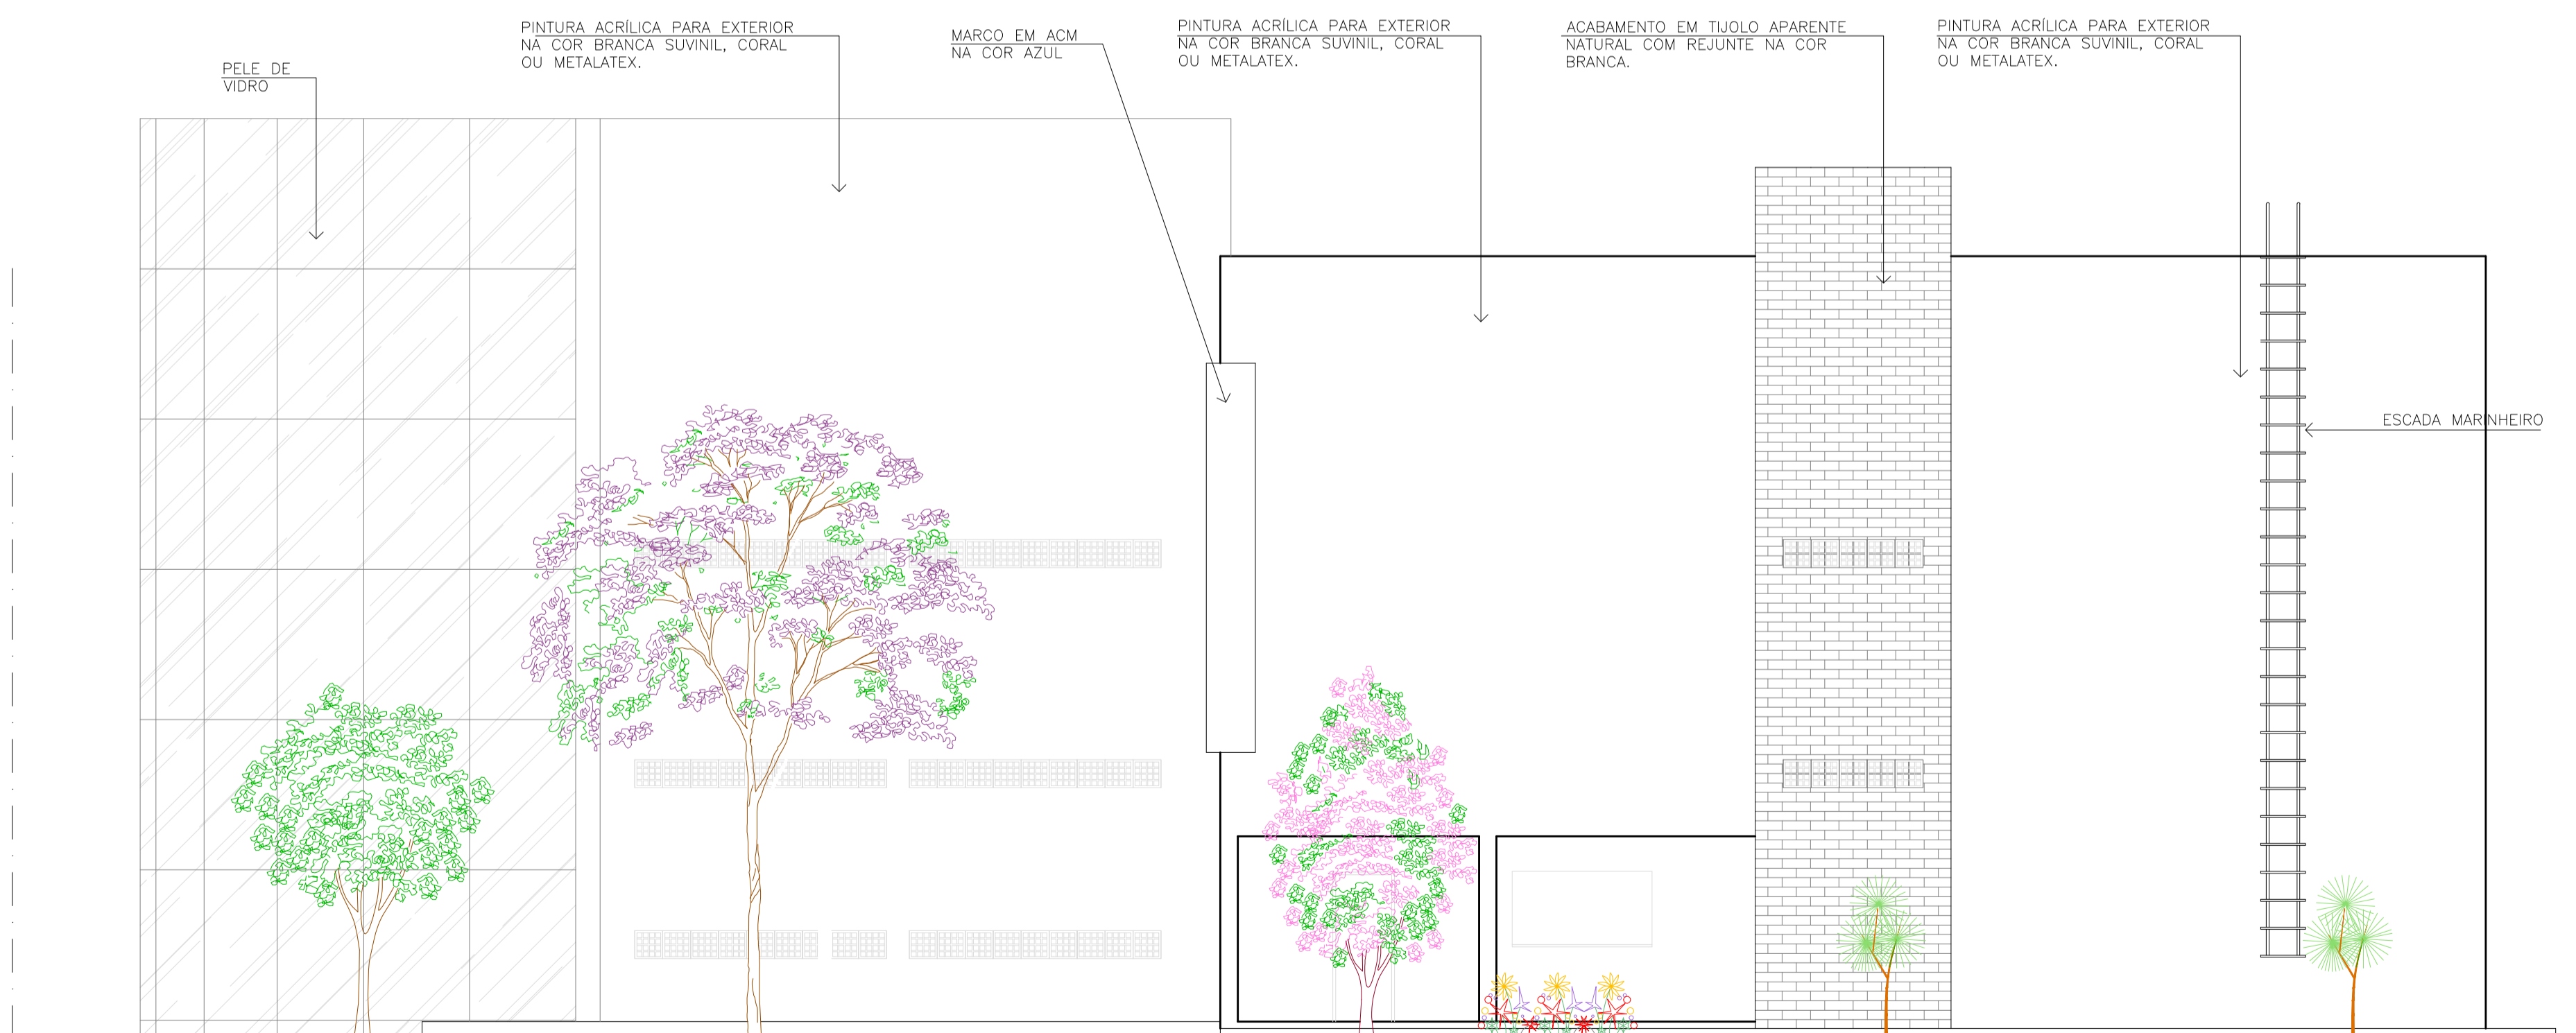 PELE DE
VIDRO
PINTURA ACRÍLICA PARA EXTERIOR
NA COR BRANCA SUVINIL, CORAL
OU METALATEX.
MARCO EM ACM
NA COR AZUL
PINTURA ACRÍLICA PARA EXTERIOR
NA COR BRANCA SUVINIL, CORAL
OU METALATEX.
ACABAMENTO EM TIJOLO APARENTE
NATURAL COM REJUNTE NA COR
BRANCA.
PINTURA ACRÍLICA PARA EXTERIOR
NA COR BRANCA SUVINIL, CORAL
OU METALATEX.
ESCADA MARINHEIRO